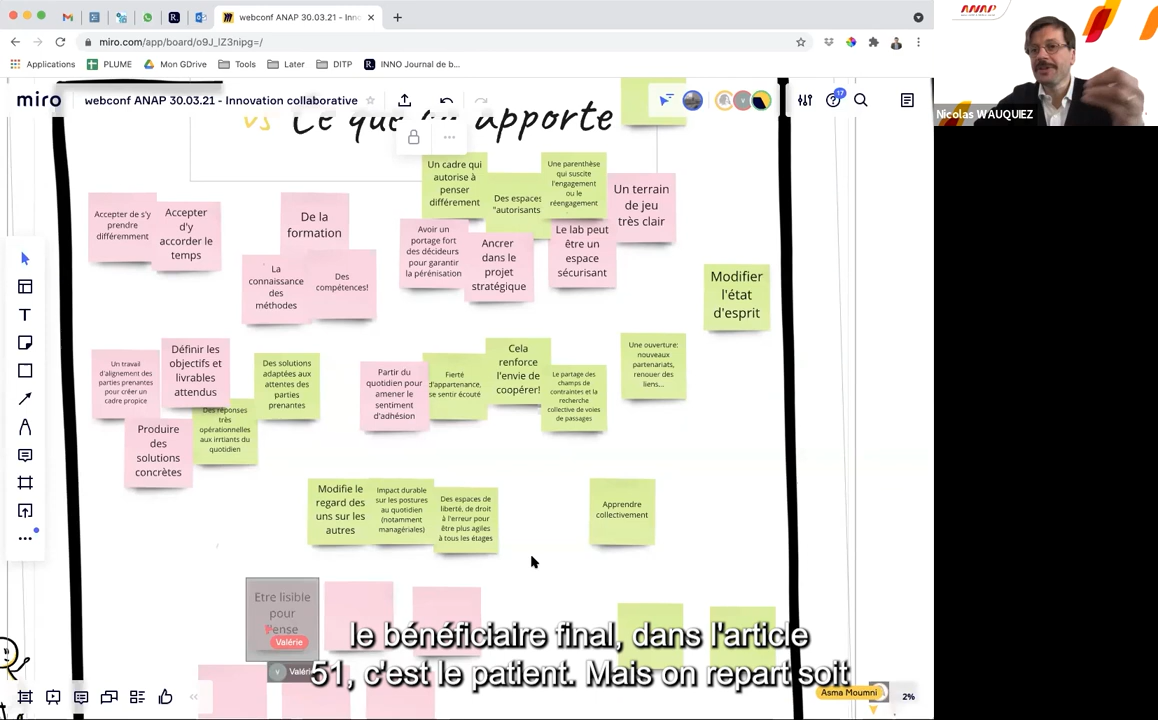 webconf ANAP 30.03.21 - Inno
miro.com/app/board/o9J_lZ3nipg=/
Applications
PLUME
Mon GDrive
Tools
Later
DITP
INNO Journal de b...
miro
webconf ANAP 30.03.21 - Innovation collaborative
17
ANAP
Nicolas WAUQUIEZ
vs Ce que
apporte
Un cadre qui
autorise à
penser
différement
Des espaces
"autorisants
Une parenthèse
qui suscite
l'engagement
ou le
réengagement
Un terrain
de jeu
très clair
Accepter de s'y
prendre
différemment
Accepter
d'y
accorder le
temps
De la
formation
La
connaissance
des
méthodes
Des
compétences!
Avoir un
portage fort
des décideurs
pour garantir
la pérénisation
Ancrer dans
le projet
stratégique
Le lab peut
être un
espace
sécurisant
Modifier
l'état
d'esprit
Un travail
d'alignement des
parties prenantes
pour créer un
cadre propice
Définir les
objectifs et
livrables
attendus
Des solutions
adaptées aux
attentes des
parties
prenantes
Des réponses
très
opérationnelles
aux irritants du
quotidien
Produire
des
solutions
concrètes
Partir du
quotidien pour
amener le
sentiment
d'adhésion
Fierté
d'appartenance,
se sentir écouté
Cela
renforce
l'envie de
coopérer!
Le partage des
champs de
contraintes et la
recherche
collective de voies
de passages
Une ouverture:
nouveaux
partenariats,
renouer des
liens...
Modifie le
regard des
uns sur les
autres
Impact durable
sur les postures
au quotidien
(notamment
managériales)
Des espaces de
liberté, de droit
à l'erreur pour
être plus agiles
à tous les étages
Apprendre
collectivement
Etre lisible
pour
l'ense
Valérie
V Valéri
le bénéficiaire final, dans l'article
51, c'est le patient. Mais on repart soit
Asma Moumni
2%